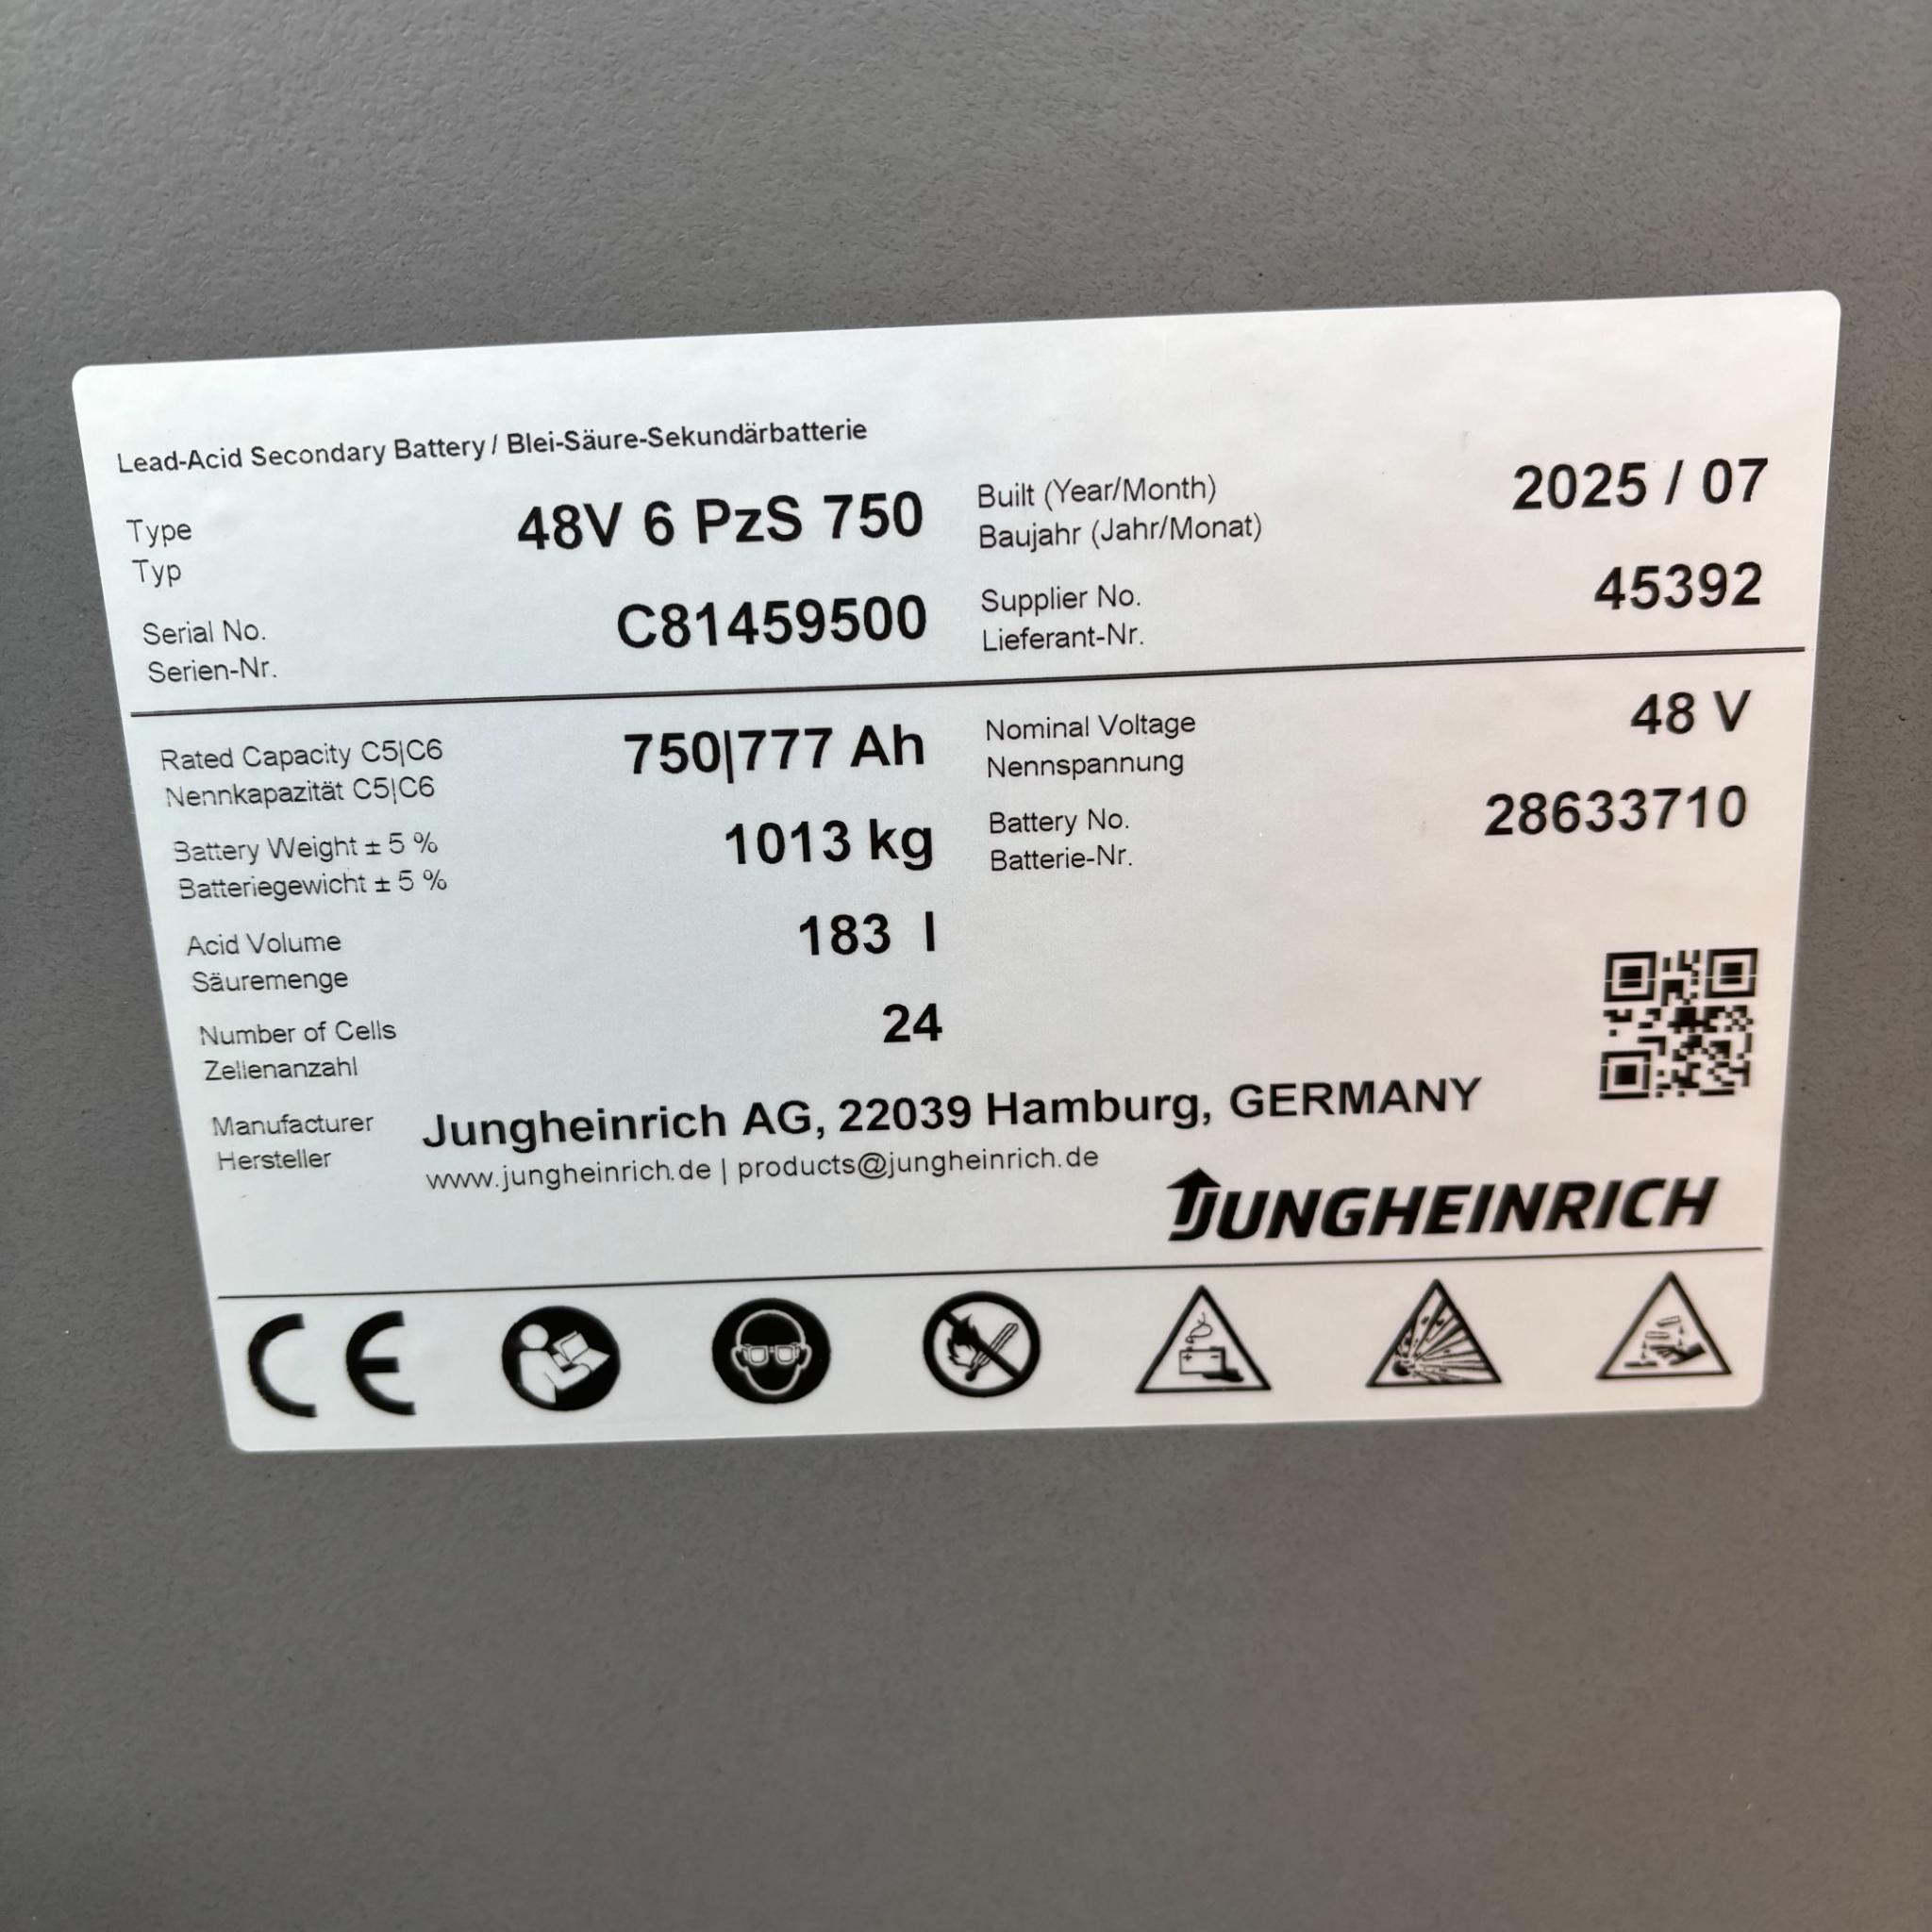 Lead-Acid Secondary Battery / Blei-Säure-Sekundärbatterie
Type
Typ
48V 6 PzS 750
Built (Year/Month)
Baujahr (Jahr/Monat)
2025 / 07
Serial No.
Serien-Nr.
C81459500
Supplier No.
Lieferant-Nr.
45392
Rated Capacity C5|C6
Nennkapazität C5|C6
750|777 Ah
Nominal Voltage
Nennspannung
48 V
Battery Weight ± 5 %
Batteriegewicht ± 5 %
1013 kg
Battery No.
Batterie-Nr.
28633710
Acid Volume
Säuremenge
183 l
Number of Cells
Zellenanzahl
24
Manufacturer
Hersteller
Jungheinrich AG, 22039 Hamburg, GERMANY
www.jungheinrich.de | products@jungheinrich.de
JUNGHEINRICH
CE